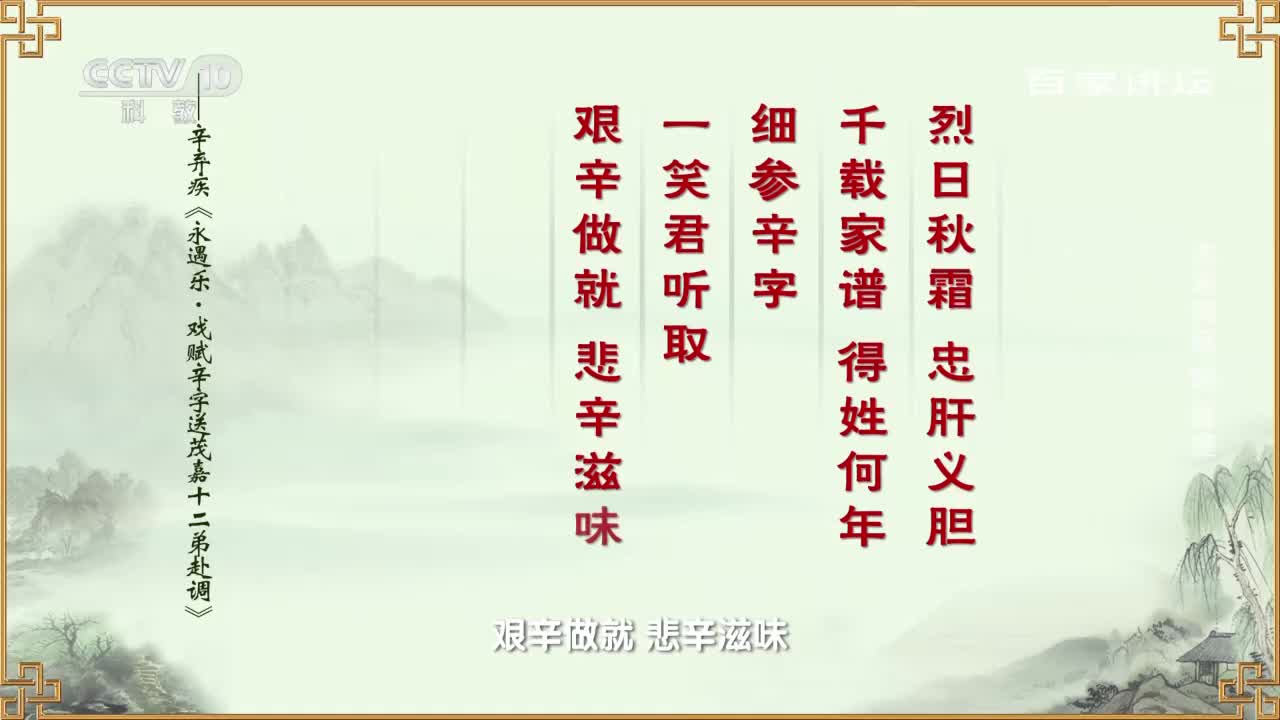 CCTV 10
科教
百家讲坛
烈日秋霜 忠肝义胆
千载家谱 得姓何年
细参辛字
一笑君听取
艰辛做就 悲辛滋味
——辛弃疾《永遇乐·戏赋辛字送茂嘉十二弟赴调》
艰辛做就 悲辛滋味